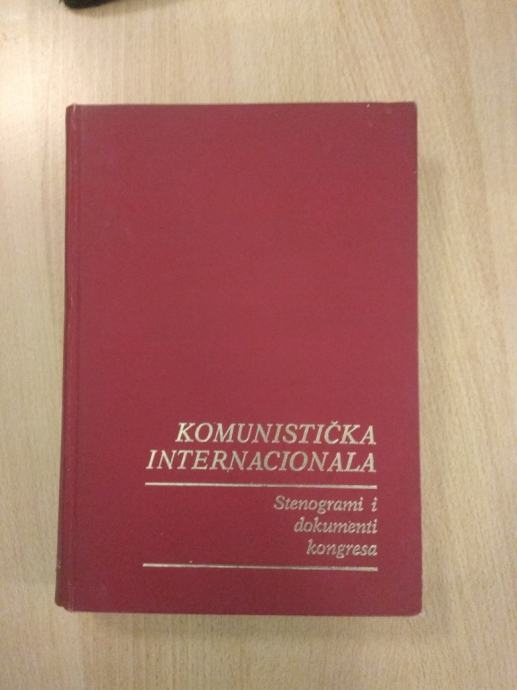 KOMUNISTIČKA
INTERNACIONALA
Stenogrami i
dokumenti
kongresa